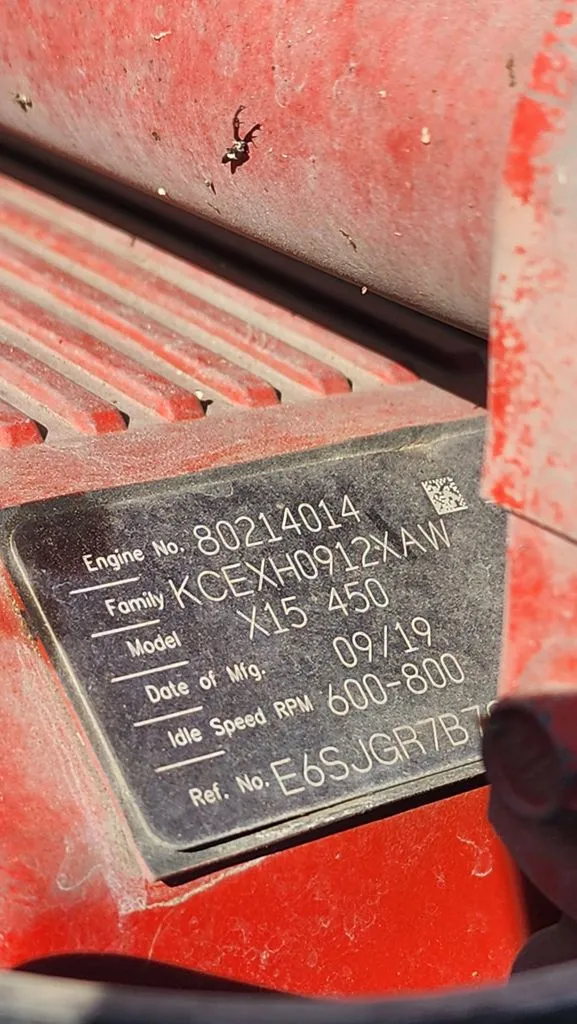 Engine No. 80214014
Family KCEXH0912XAW
Model X15 450
Date of Mfg. 09/19
Idle Speed RPM 600-800
Ref. No. E6SJGR7B7